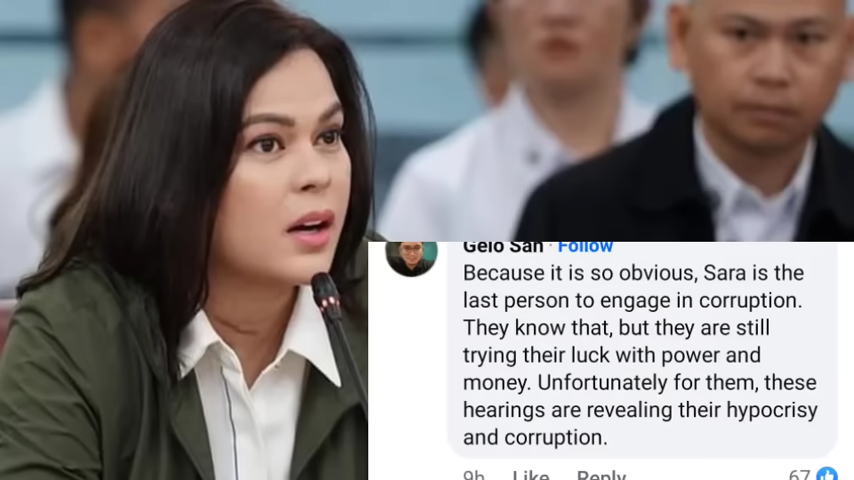 Gelo San · Follow
Because it is so obvious, Sara is the
last person to engage in corruption.
They know that, but they are still
trying their luck with power and
money. Unfortunately for them, these
hearings are revealing their hypocrisy
and corruption.
9h Like Reply 67